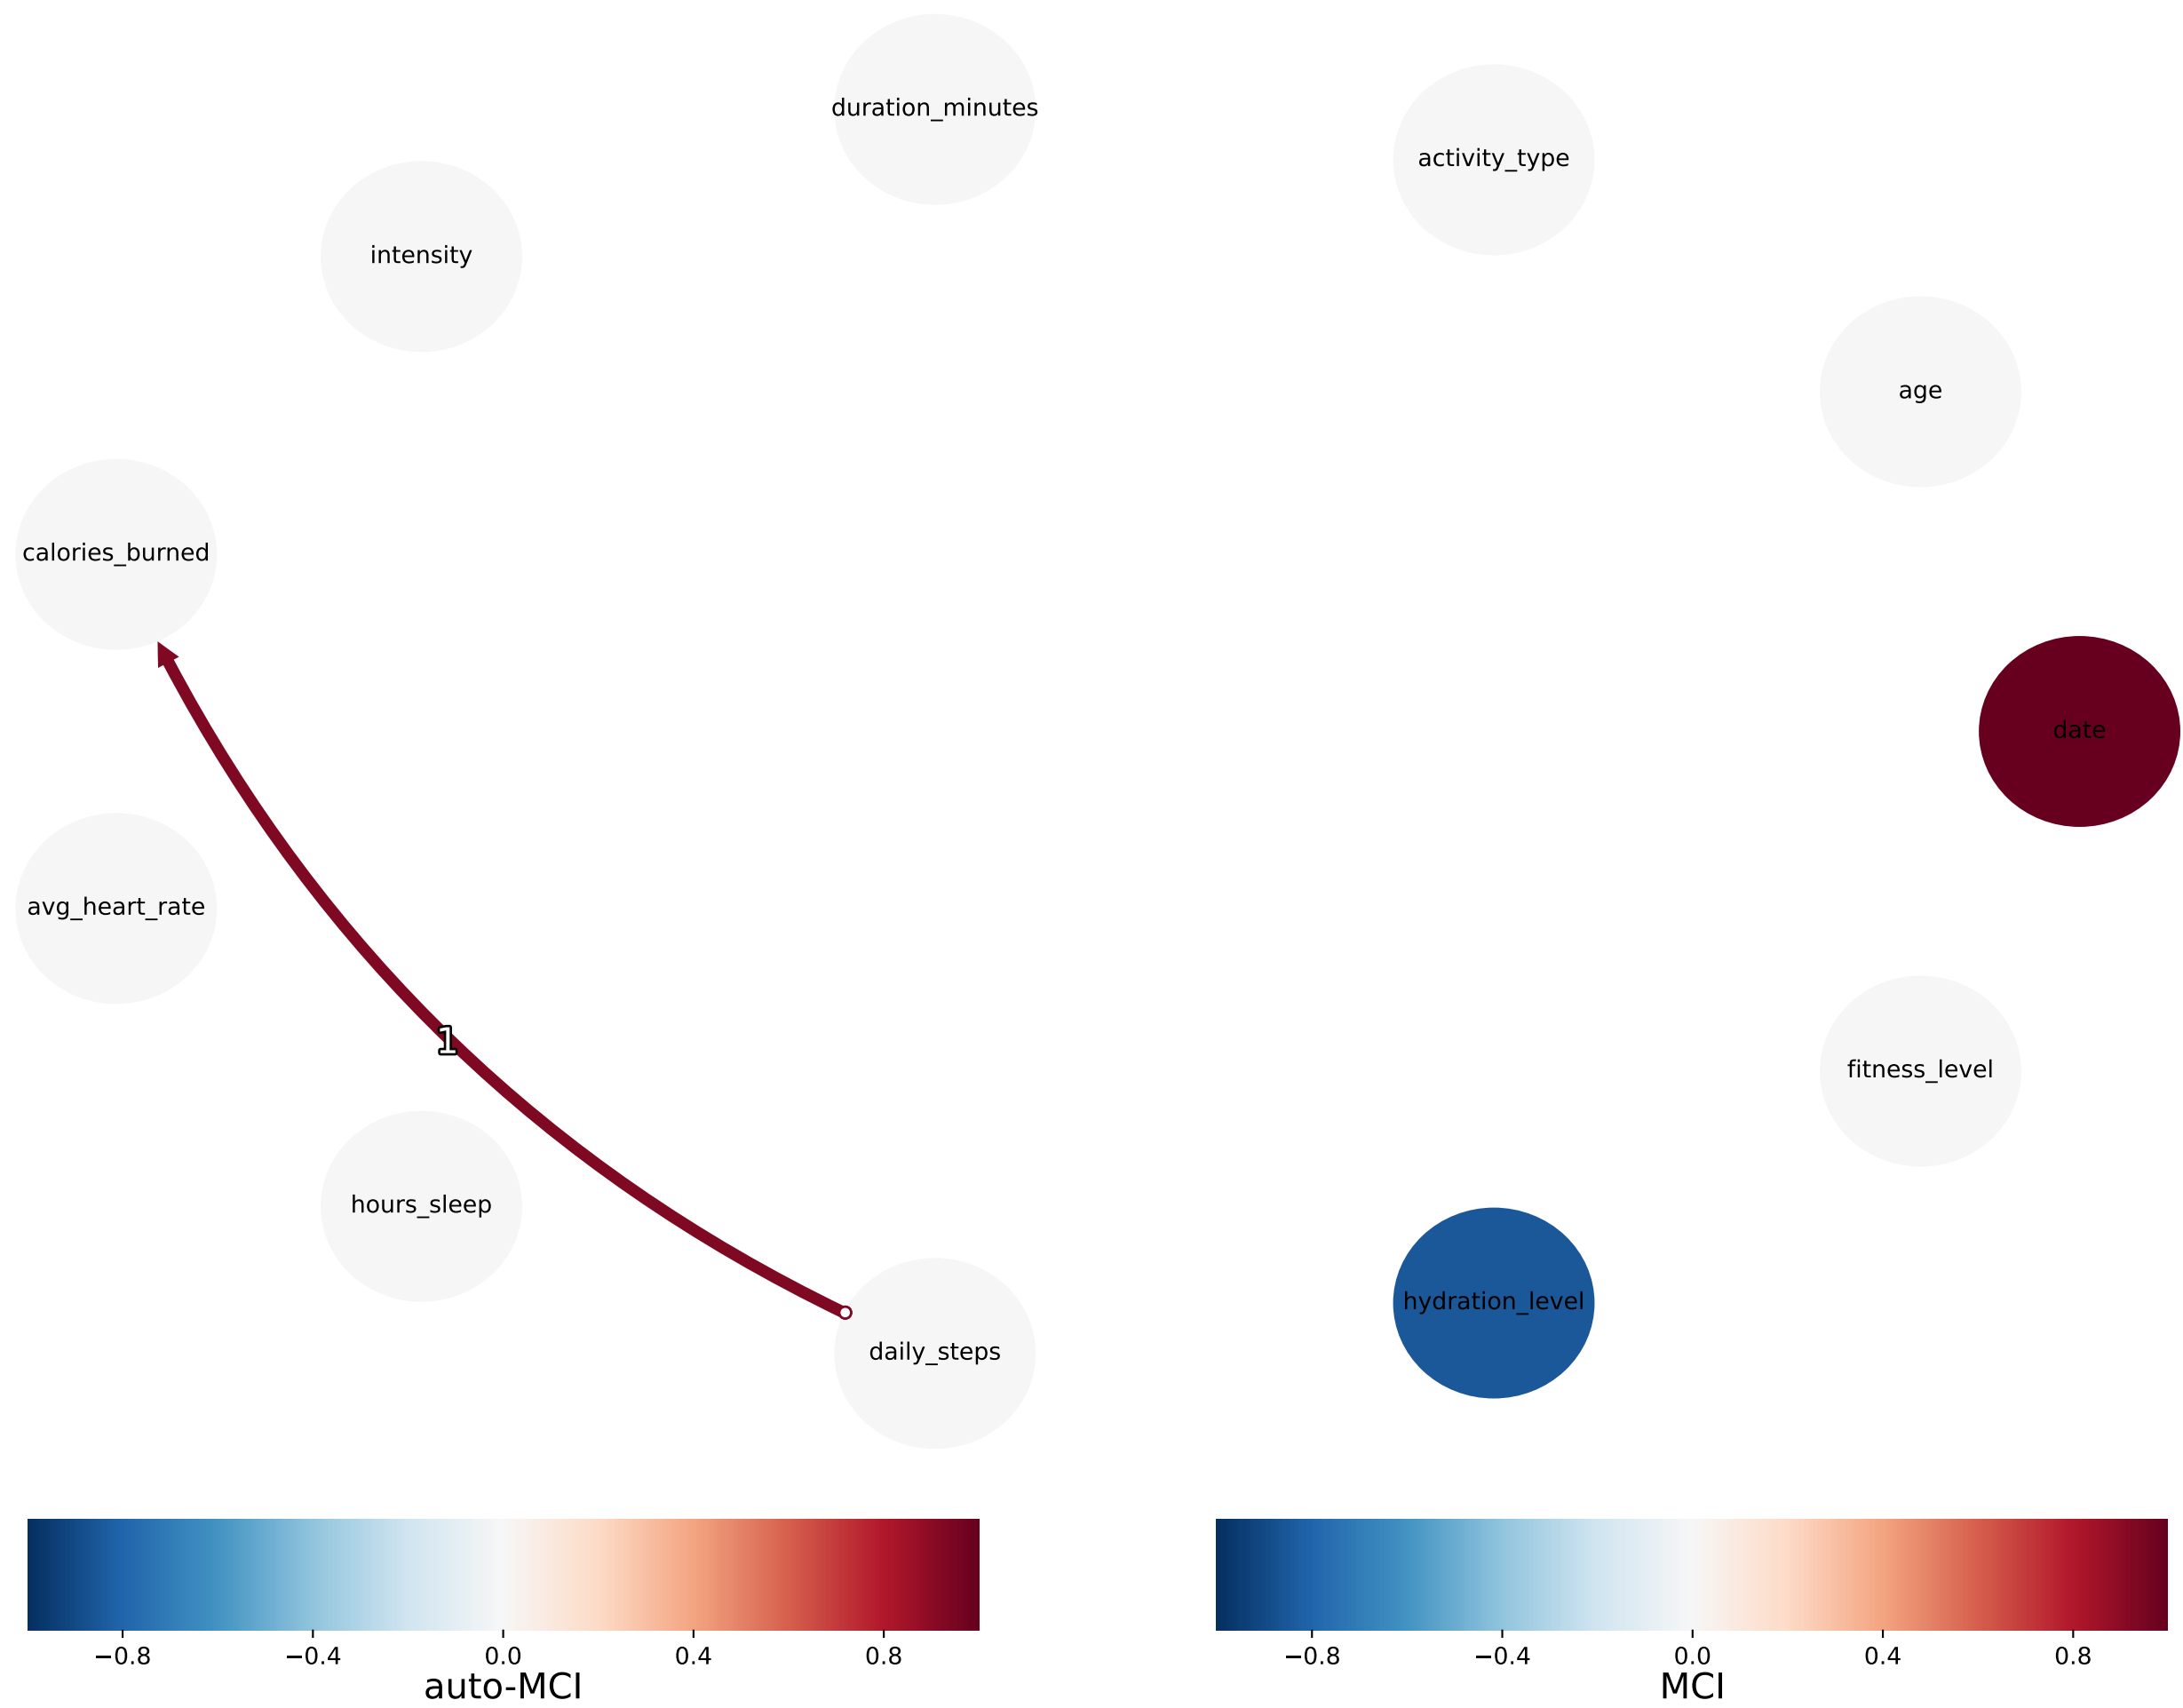 duration_minutes
activity_type
intensity
age
calories_burned
date
avg_heart_rate
1
fitness_level
hours_sleep
hydration_level
daily_steps
−0.8 −0.4 0.0 0.4 0.8
auto-MCI
−0.8 −0.4 0.0 0.4 0.8
MCI